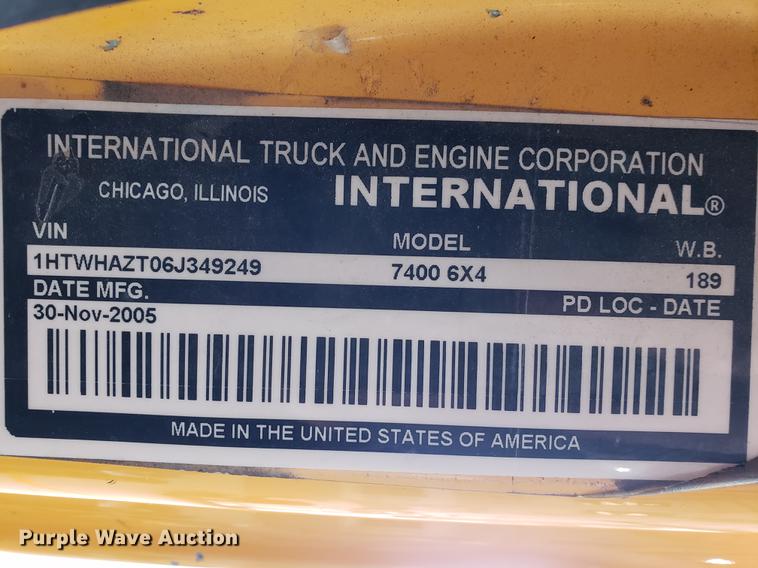 INTERNATIONAL TRUCK AND ENGINE CORPORATION
CHICAGO, ILLINOIS INTERNATIONAL®
VIN MODEL W.B.
1HTWHAZT06J349249 7400 6X4 189
DATE MFG. PD LOC - DATE
30-Nov-2005
MADE IN THE UNITED STATES OF AMERICA
Purple Wave Auction